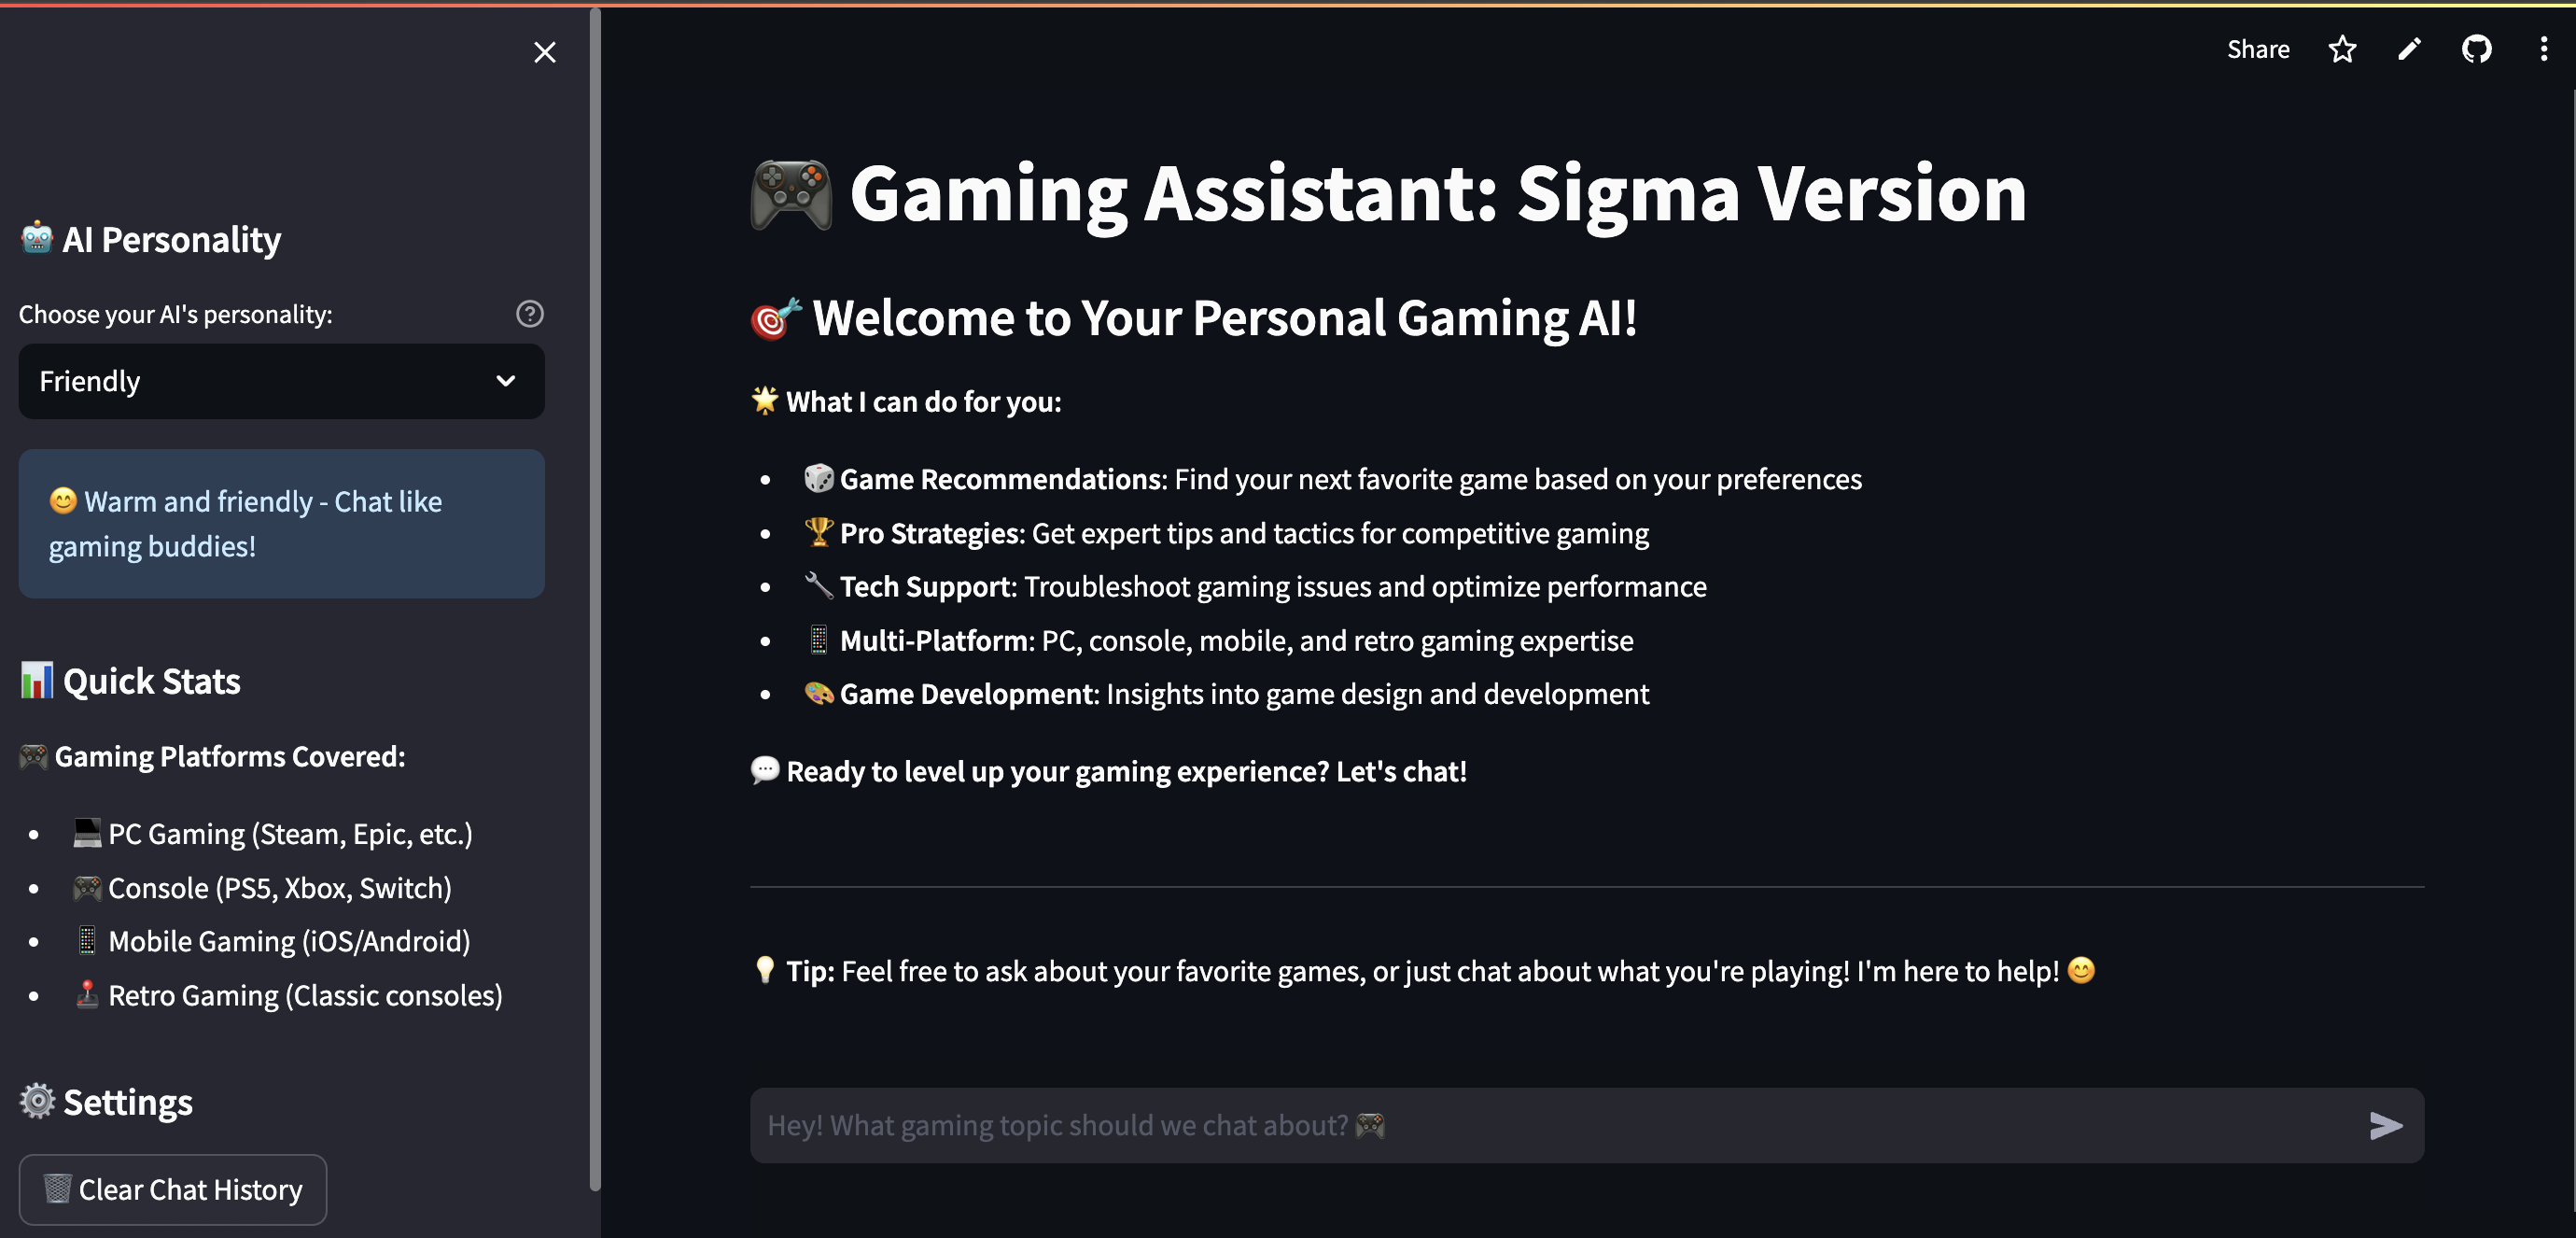 🤖 AI Personality
Choose your AI's personality:
Friendly
😊 Warm and friendly - Chat like
gaming buddies!
📊 Quick Stats
🎮 Gaming Platforms Covered:
• 💻 PC Gaming (Steam, Epic, etc.)
• 🎮 Console (PS5, Xbox, Switch)
• 📱 Mobile Gaming (iOS/Android)
• 🕹️ Retro Gaming (Classic consoles)
⚙️ Settings
🗑️ Clear Chat History
Share
🎮 Gaming Assistant: Sigma Version
🎯 Welcome to Your Personal Gaming AI!
🌟 What I can do for you:
• 🎲 Game Recommendations: Find your next favorite game based on your preferences
• 🏆 Pro Strategies: Get expert tips and tactics for competitive gaming
• 🔧 Tech Support: Troubleshoot gaming issues and optimize performance
• 📱 Multi-Platform: PC, console, mobile, and retro gaming expertise
• 🎨 Game Development: Insights into game design and development
💬 Ready to level up your gaming experience? Let's chat!
💡 Tip: Feel free to ask about your favorite games, or just chat about what you're playing! I'm here to help! 😊
Hey! What gaming topic should we chat about? 🎮